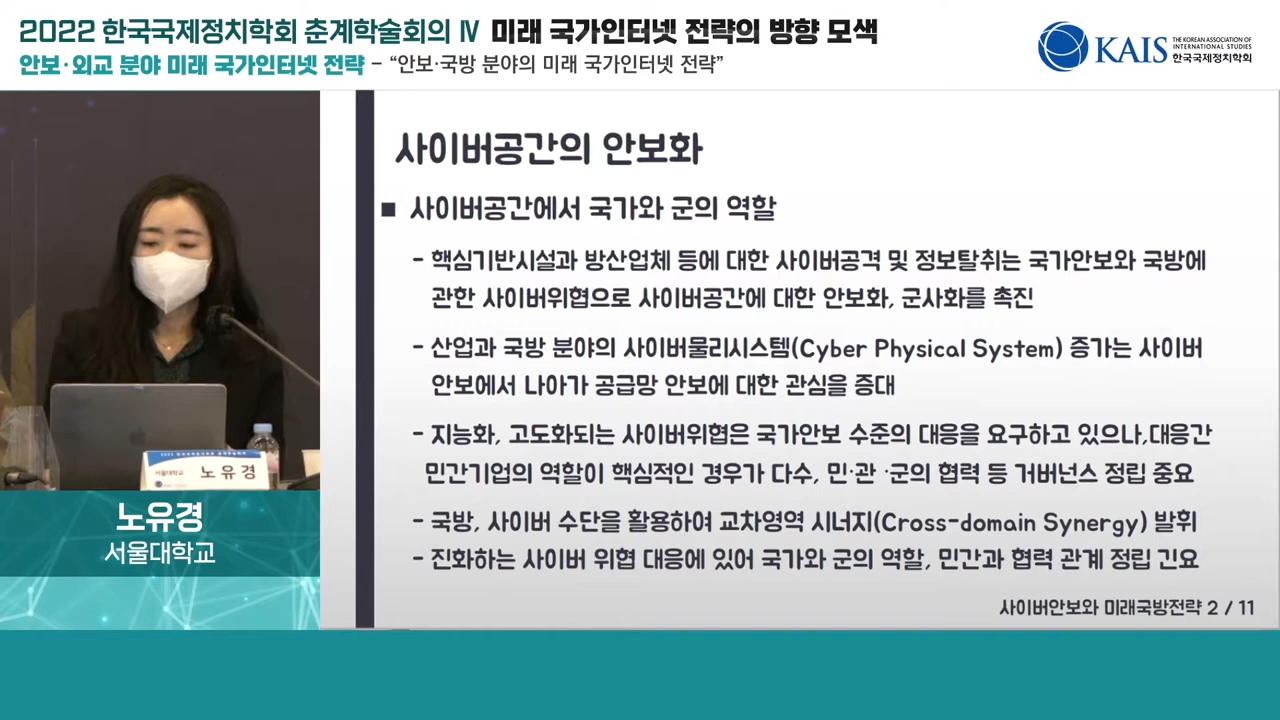 2022 한국국제정치학회 춘계학술회의 Ⅳ 미래 국가인터넷 전략의 방향 모색
안보·외교 분야 미래 국가인터넷 전략 - “안보·국방 분야의 미래 국가인터넷 전략”
KAIS
THE KOREAN ASSOCIATION OF
INTERNATIONAL STUDIES
한국국제정치학회
사이버공간의 안보화
■ 사이버공간에서 국가와 군의 역할
- 핵심기반시설과 방산업체 등에 대한 사이버공격 및 정보탈취는 국가안보와 국방에
관한 사이버위협으로 사이버공간에 대한 안보화, 군사화를 촉진
- 산업과 국방 분야의 사이버물리시스템(Cyber Physical System) 증가는 사이버
안보에서 나아가 공급망 안보에 대한 관심을 증대
- 지능화, 고도화되는 사이버위협은 국가안보 수준의 대응을 요구하고 있으나,대응간
민간기업의 역할이 핵심적인 경우가 다수, 민·관 ·군의 협력 등 거버넌스 정립 중요
- 국방, 사이버 수단을 활용하여 교차영역 시너지(Cross-domain Synergy) 발휘
- 진화하는 사이버 위협 대응에 있어 국가와 군의 역할, 민간과 협력 관계 정립 긴요
사이버안보와 미래국방전략 2 / 11
서울대학교 노유경
노유경
서울대학교